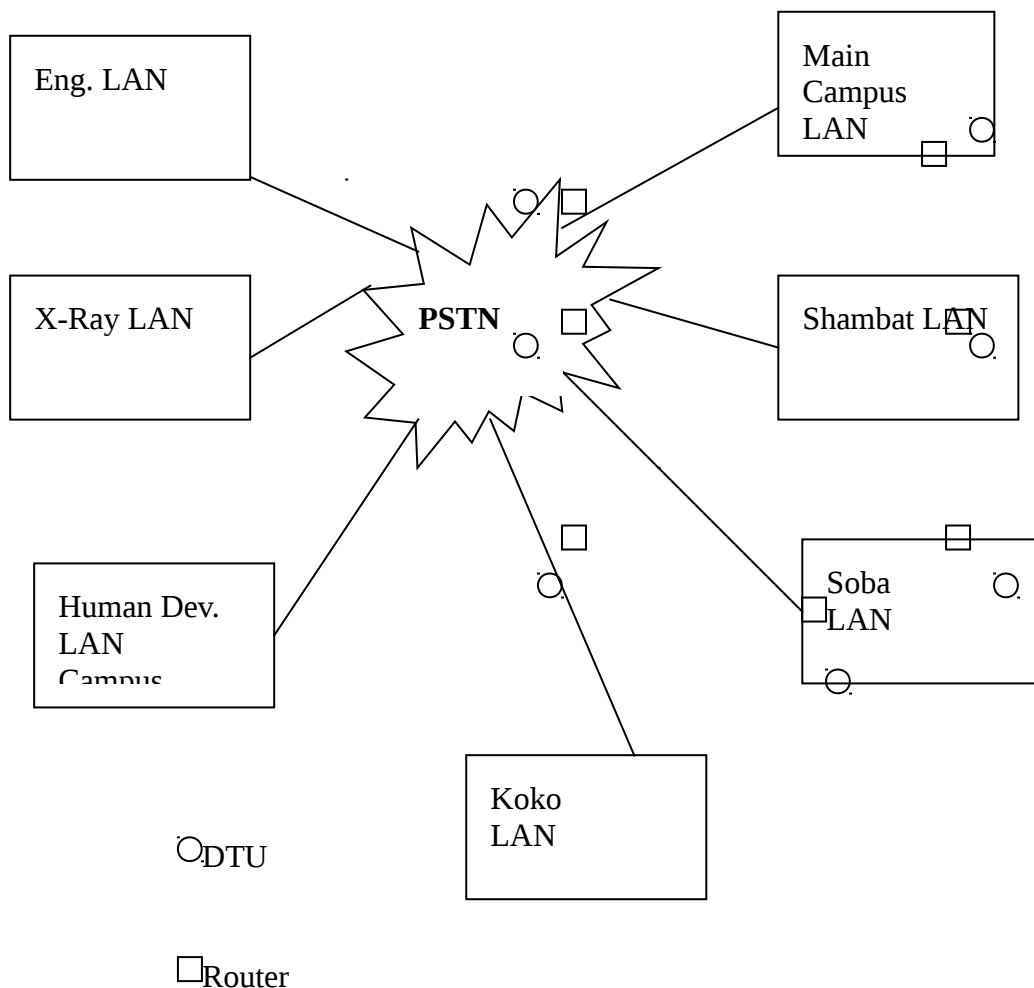 Eng. LAN
Main
Campus
LAN
X-Ray LAN
PSTN
Shambat LAN
Human Dev.
LAN
Campus
Soba
LAN
Koko
LAN
DTU
Router